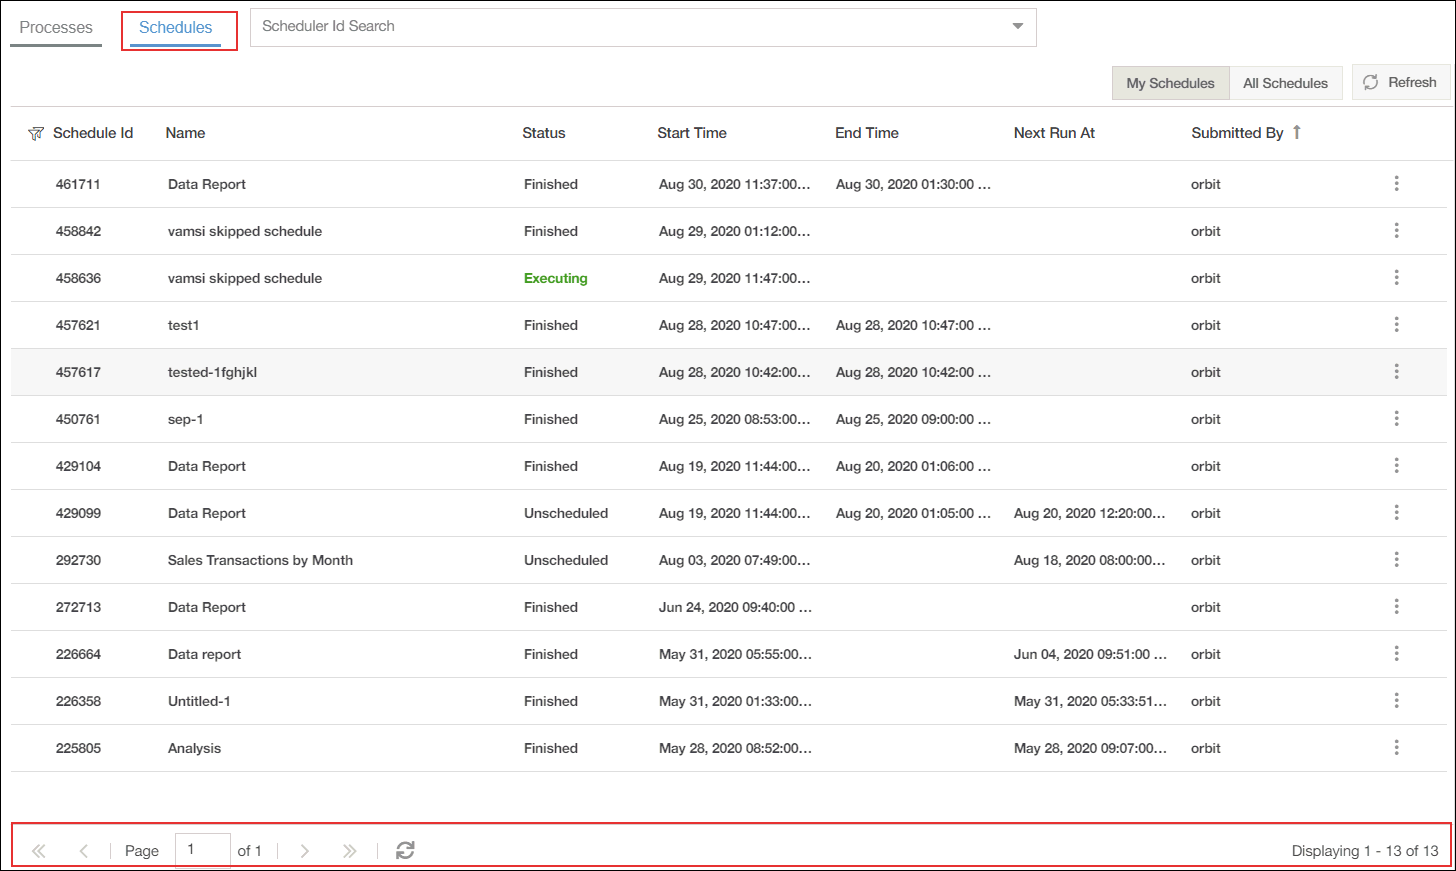 Processes Schedules Scheduler Id Search
My Schedules All Schedules Refresh
Schedule Id Name Status Start Time End Time Next Run At Submitted By
461711 Data Report Finished Aug 30, 2020 11:37:00... Aug 30, 2020 01:30:00 ... orbit
458842 vamsi skipped schedule Finished Aug 29, 2020 01:12:00... orbit
458636 vamsi skipped schedule Executing Aug 29, 2020 11:47:00... orbit
457621 test1 Finished Aug 28, 2020 10:47:00... Aug 28, 2020 10:47:00 ... orbit
457617 tested-1fghjkl Finished Aug 28, 2020 10:42:00... Aug 28, 2020 10:42:00 ... orbit
450761 sep-1 Finished Aug 25, 2020 08:53:00... Aug 25, 2020 09:00:00 ... orbit
429104 Data Report Finished Aug 19, 2020 11:44:00... Aug 20, 2020 01:06:00 ... orbit
429099 Data Report Unscheduled Aug 19, 2020 11:44:00... Aug 20, 2020 01:05:00 ... Aug 20, 2020 12:20:00... orbit
292730 Sales Transactions by Month Unscheduled Aug 03, 2020 07:49:00... Aug 18, 2020 08:00:00... orbit
272713 Data Report Finished Jun 24, 2020 09:40:00 ... orbit
226664 Data report Finished May 31, 2020 05:55:00... Jun 04, 2020 09:51:00 ... orbit
226358 Untitled-1 Finished May 31, 2020 01:33:00... May 31, 2020 05:33:51... orbit
225805 Analysis Finished May 28, 2020 08:52:00... May 28, 2020 09:07:00... orbit
Page 1 of 1 Displaying 1 - 13 of 13